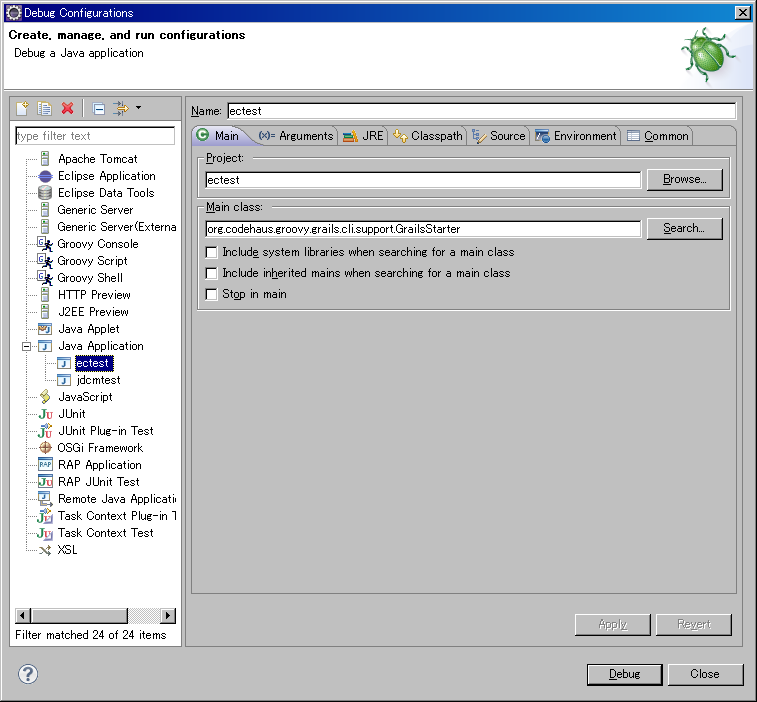 Debug Configurations
Create, manage, and run configurations
Debug a Java application
type filter text
Apache Tomcat
Eclipse Application
Eclipse Data Tools
Generic Server
Generic Server(Externa
Groovy Console
Groovy Script
Groovy Shell
HTTP Preview
J2EE Preview
Java Applet
Java Application
ectest
jdcmtest
JavaScript
JUnit
JUnit Plug-in Test
OSGi Framework
RAP Application
RAP JUnit Test
Remote Java Applicati
Task Context Plug-in T
Task Context Test
XSL
Filter matched 24 of 24 items
Name: ectest
Main (x)= Arguments JRE Classpath Source Environment Common
Project:
ectest Browse...
Main class:
org.codehaus.groovy.grails.cli.support.GrailsStarter Search...
Include system libraries when searching for a main class
Include inherited mains when searching for a main class
Stop in main
Apply Revert
Debug Close